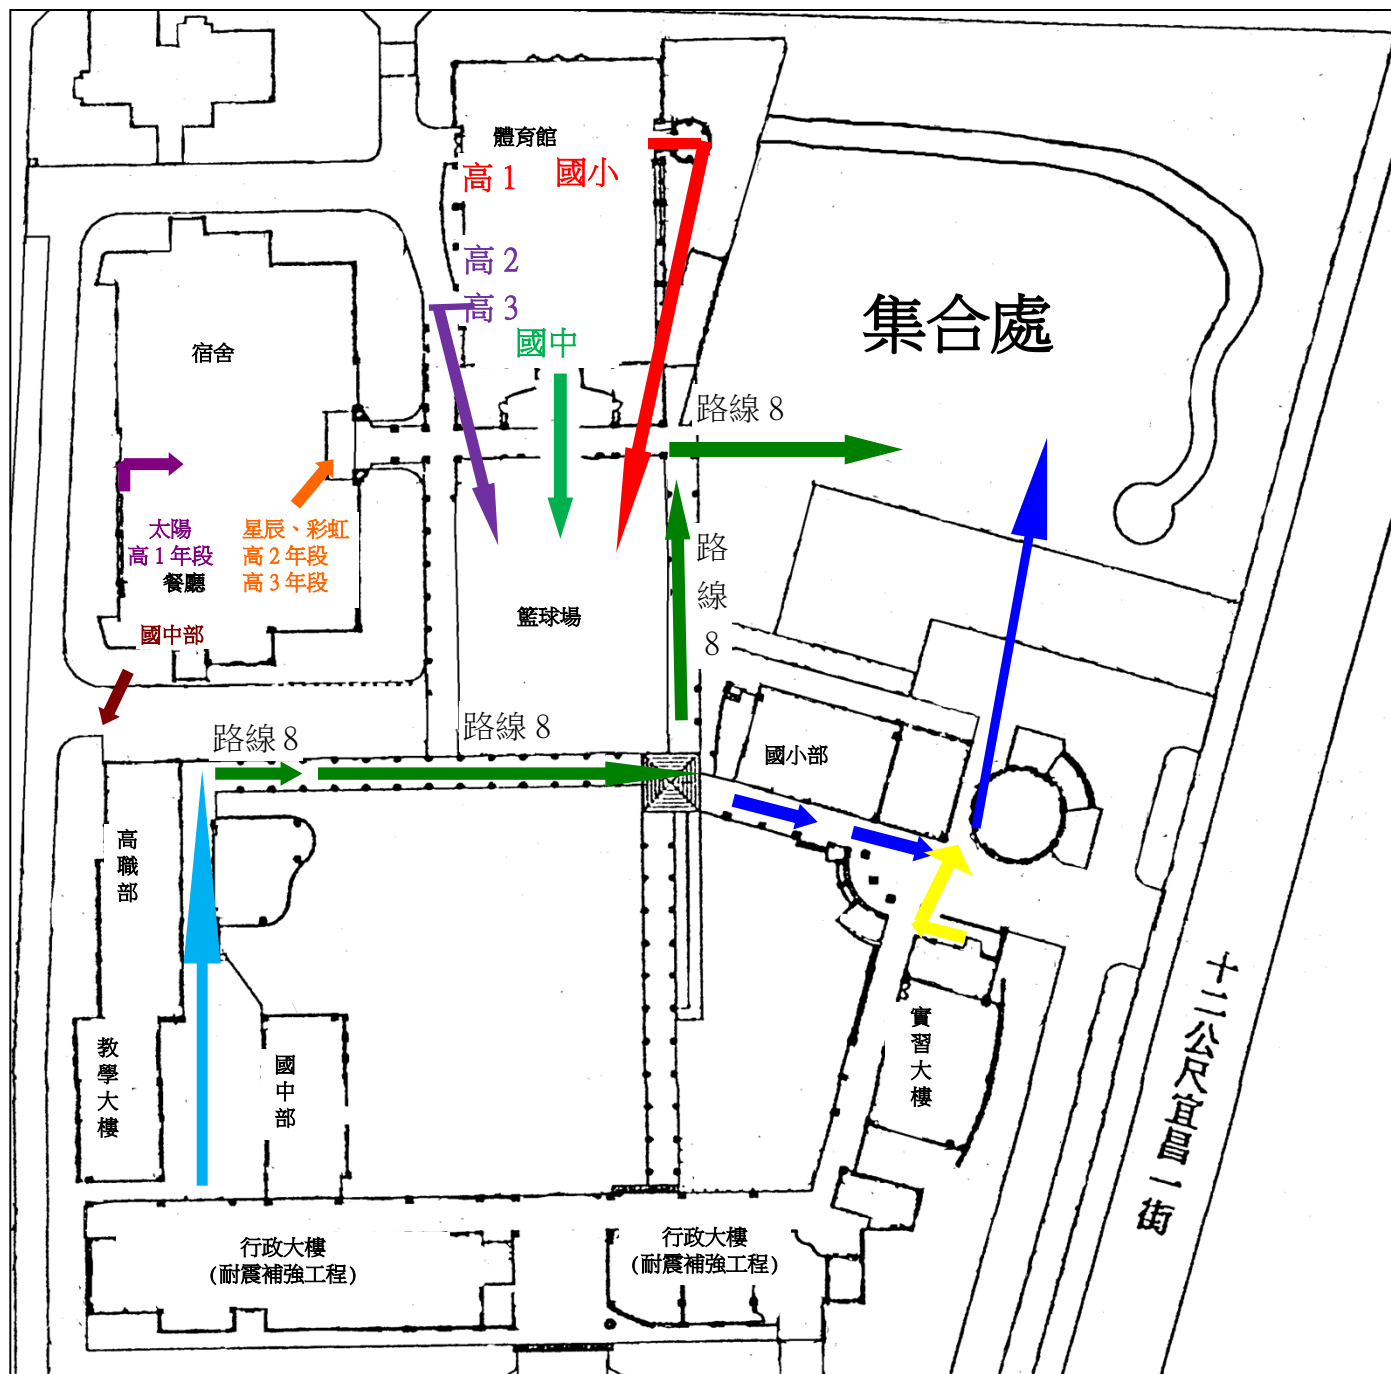 體育館
高 1
國小
高 2
高 3
國中
集合處
宿舍
路線 8
太陽
高 1 年段
星辰、彩虹
高 2 年段
高 3 年段
餐廳
國中部
籃球場
路
線
8
路線 8
路線 8
國小部
高
職
部
教
學
大
樓
國
中
部
實
習
大
樓
十二公尺宜昌一街
行政大樓
(耐震補強工程)
行政大樓
(耐震補強工程)